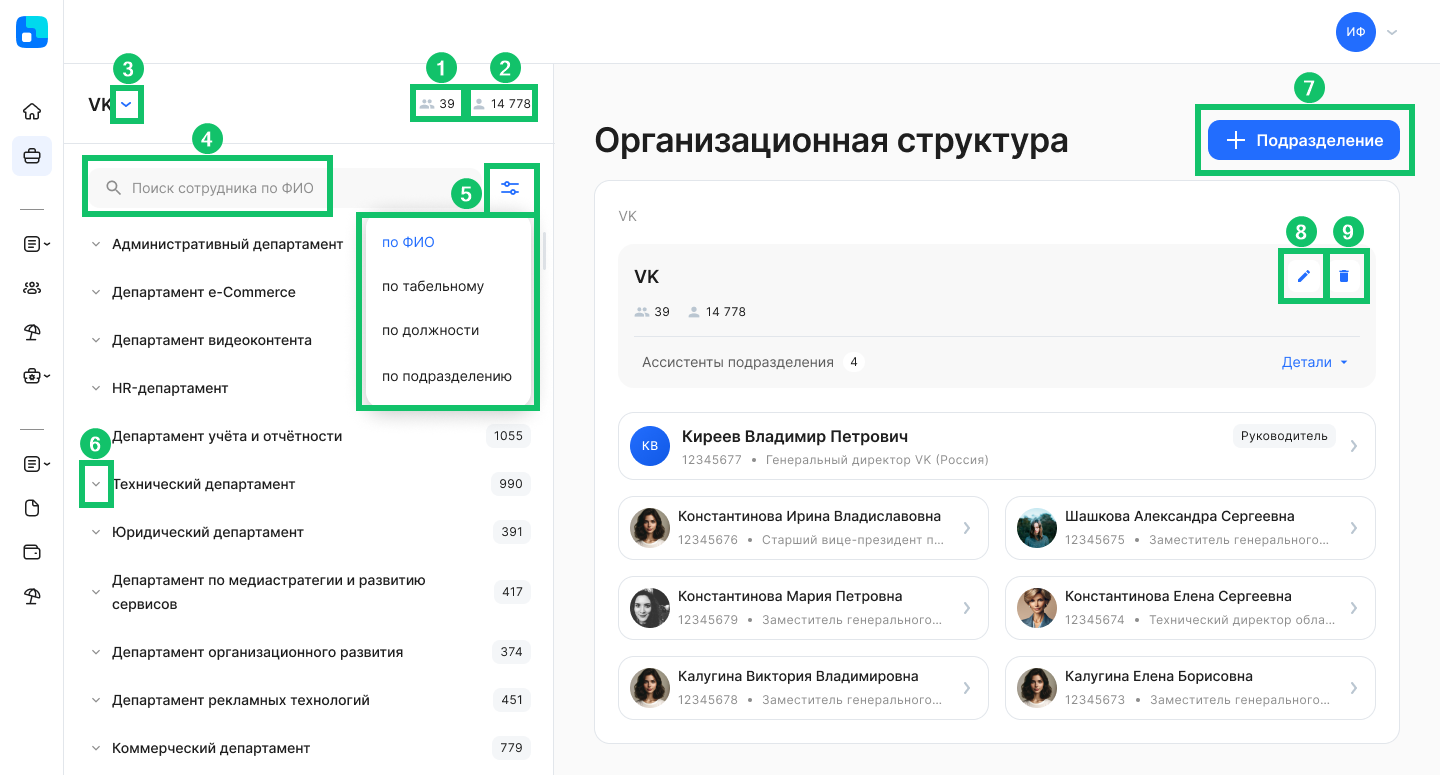 ИФ
3
1
2
VK
39
14 778
7
4
Организационная структура
Подразделение
5
Поиск сотрудника по ФИО
по ФИО
по табельному
по должности
по подразделению
Административный департамент
Департамент e-Commerce
Департамент видеоконтента
HR-департамент
Департамент учёта и отчётности
1055
6
Технический департамент
990
Юридический департамент
391
Департамент по медиастратегии и развитию
сервисов
417
Департамент организационного развития
374
Департамент рекламных технологий
451
Коммерческий департамент
779
VK
8
9
VK
39
14 778
Ассистенты подразделения 4
Детали
КВ
Киреев Владимир Петрович
Руководитель
12345677 • Генеральный директор VK (Россия)
Константинова Ирина Владиславовна
12345676 • Старший вице-президент п...
Шашкова Александра Сергеевна
12345675 • Заместитель генерального...
Константинова Мария Петровна
12345679 • Заместитель генерального...
Константинова Елена Сергеевна
12345674 • Технический директор обла...
Калугина Виктория Владимировна
12345678 • Заместитель генерального...
Калугина Елена Борисовна
12345673 • Заместитель генерального...